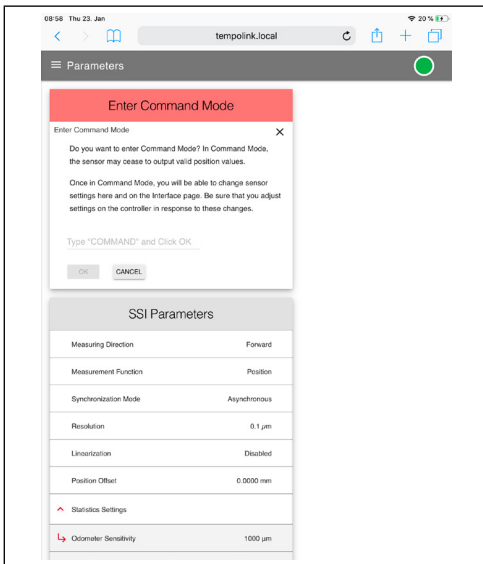 08:58 Thu 23. Jan
20 %
tempolink.local
Parameters
Enter Command Mode
Enter Command Mode
Do you want to enter Command Mode? In Command Mode,
the sensor may cease to output valid position values.
Once in Command Mode, you will be able to change sensor
settings here and on the Interface page. Be sure that you adjust
settings on the controller in response to these changes.
Type "COMMAND" and Click OK
OK CANCEL
SSI Parameters
Measuring Direction Forward
Measurement Function Position
Synchronization Mode Asynchronous
Resolution 0.1 µm
Linearization Disabled
Position Offset 0.0000 mm
Statistics Settings
Odometer Sensitivity 1000 µm